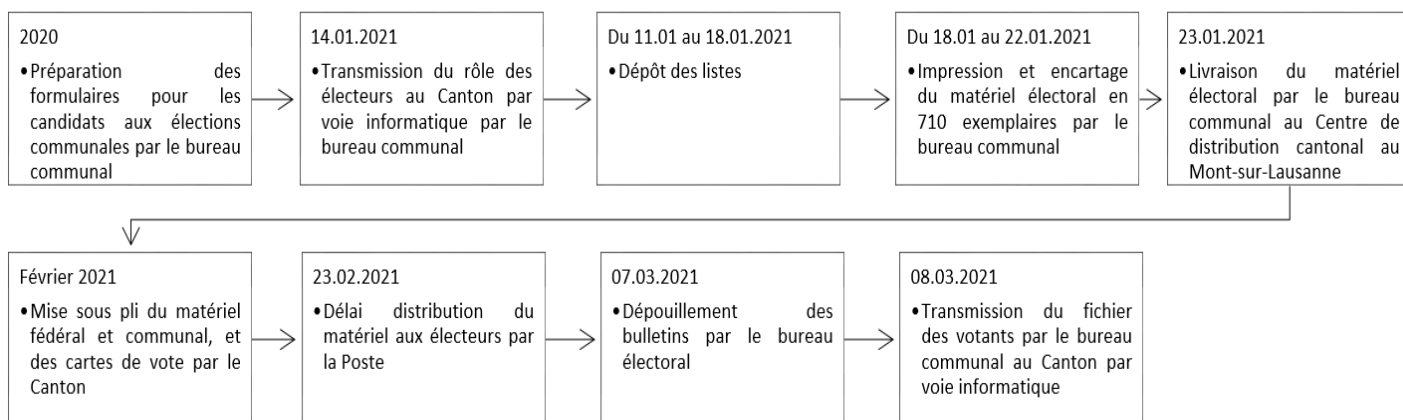 2020
•Préparation des
formulaires pour les
candidats aux élections
communales par le bureau
communal
14.01.2021
•Transmission du rôle des
électeurs au Canton par
voie informatique par le
bureau communal
Du 11.01 au 18.01.2021
•Dépôt des listes
Du 18.01 au 22.01.2021
•Impression et encartage
du matériel électoral en
710 exemplaires par le
bureau communal
23.01.2021
•Livraison du matériel
électoral par le bureau
communal au Centre de
distribution cantonal au
Mont-sur-Lausanne
Février 2021
•Mise sous pli du matériel
fédéral et communal, et
des cartes de vote par le
Canton
23.02.2021
•Délai distribution du
matériel aux électeurs par
la Poste
07.03.2021
•Dépouillement des
bulletins par le bureau
électoral
08.03.2021
•Transmission du fichier
des votants par le bureau
communal au Canton par
voie informatique